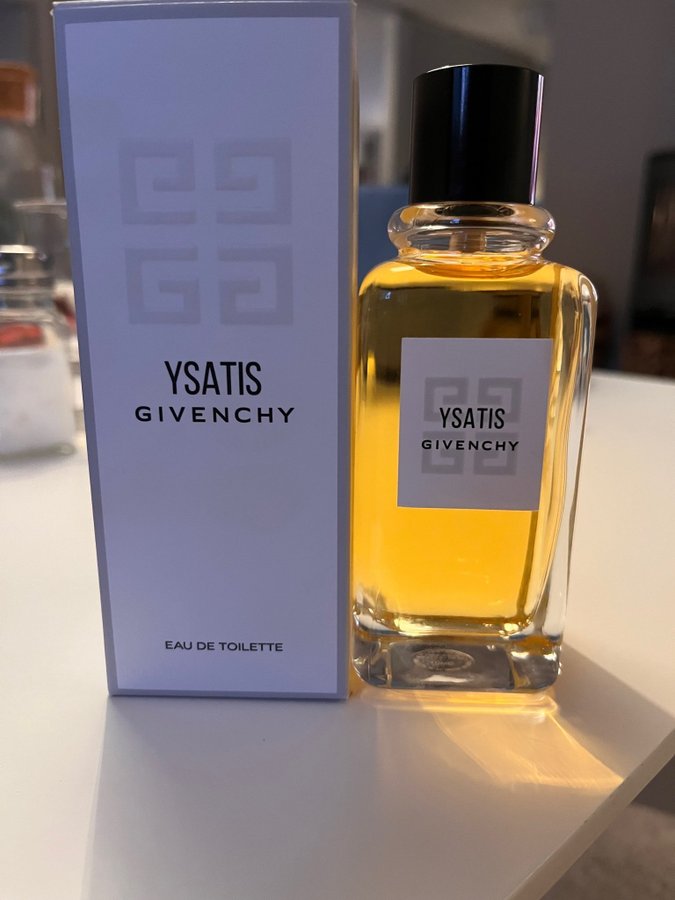 YSATIS
GIVENCHY
EAU DE TOILETTE
YSATIS
GIVENCHY